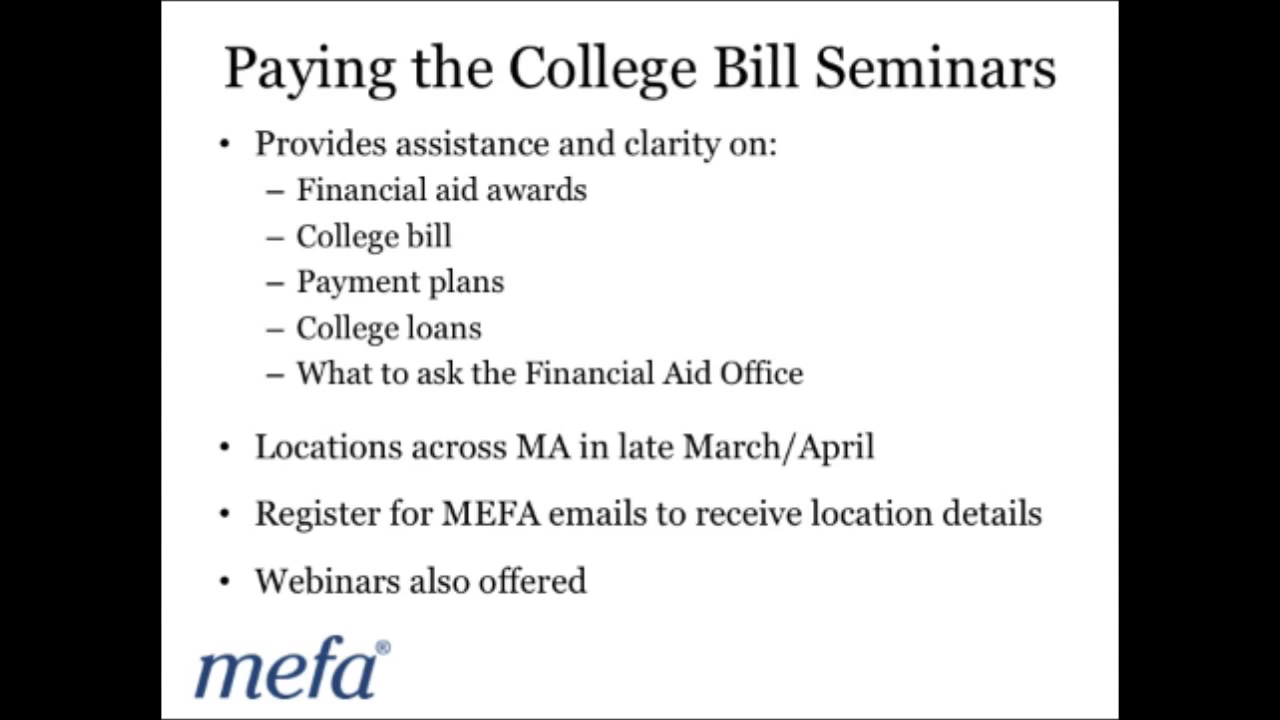 Paying the College Bill Seminars
• Provides assistance and clarity on:
– Financial aid awards
– College bill
– Payment plans
– College loans
– What to ask the Financial Aid Office
• Locations across MA in late March/April
• Register for MEFA emails to receive location details
• Webinars also offered
mefa®